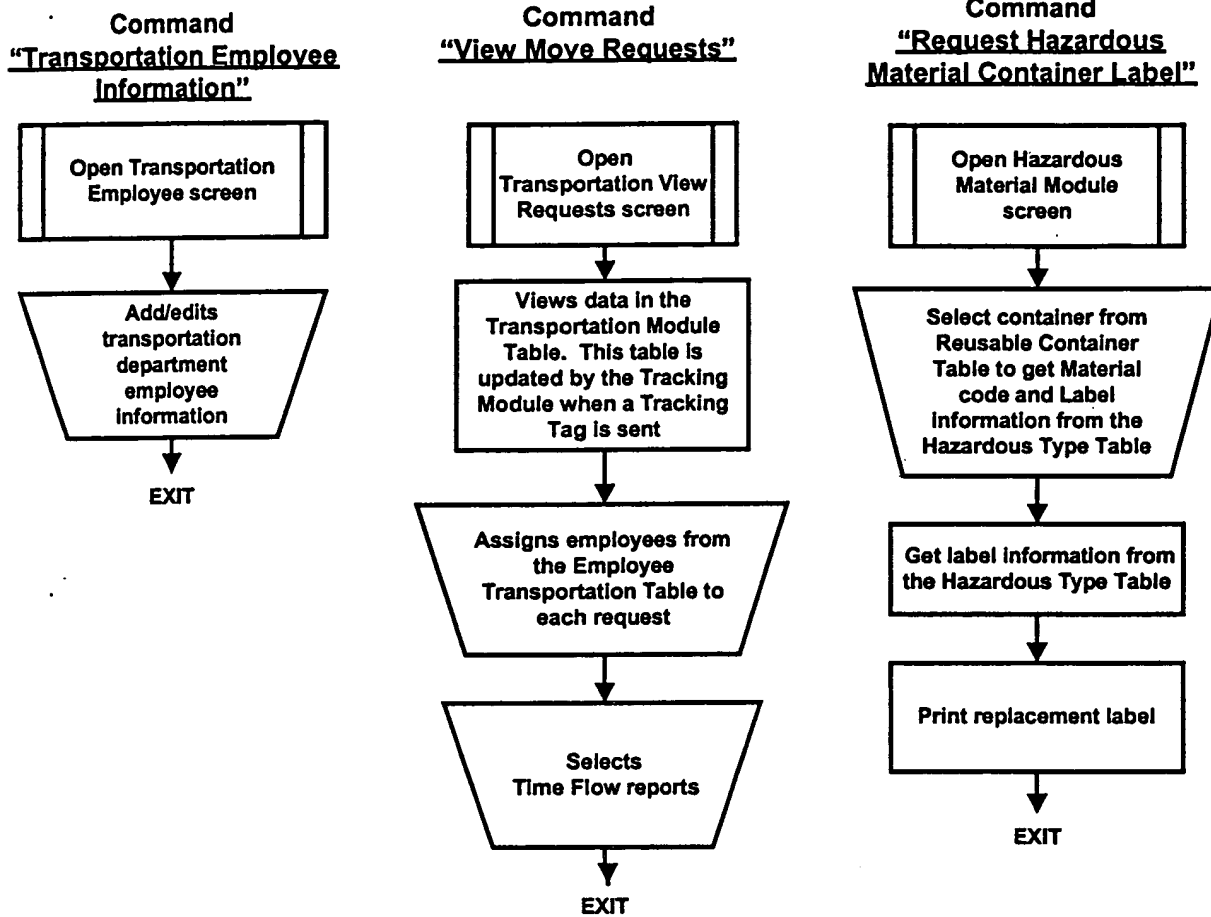 Command
“Transportation Employee
Information”
Open Transportation
Employee screen
Add/edits
transportation
department
employee
information
EXIT
Command
“View Move Requests”
Open
Transportation View
Requests screen
Views data in the
Transportation Module
Table. This table is
updated by the Tracking
Module when a Tracking
Tag is sent
Assigns employees from
the Employee
Transportation Table to
each request
Selects
Time Flow reports
EXIT
Command
“Request Hazardous
Material Container Label”
Open Hazardous
Material Module
screen
Select container from
Reusable Container
Table to get Material
code and Label
information from the
Hazardous Type Table
Get label information from
the Hazardous Type Table
Print replacement label
EXIT